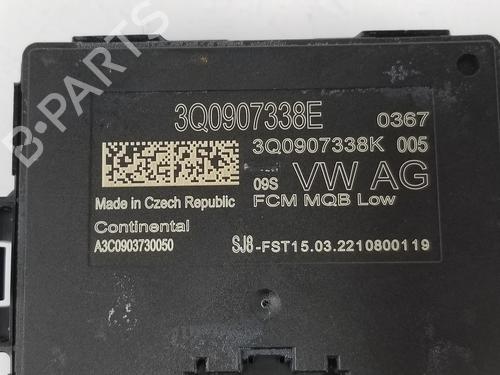 3Q0907338E 0367
3Q0907338K 005
09S VW AG
Made in Czech Republic FCM MQB Low
Continental
A3C0903730050 SJ8-FST15.03.2210800119
B-PARTS